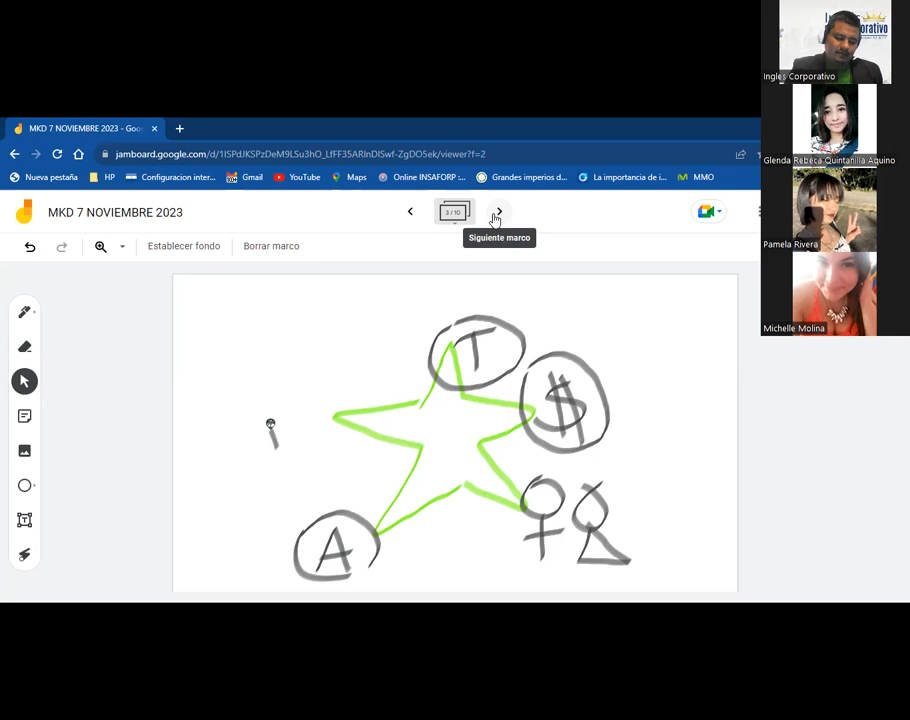 MKD 7 NOVIEMBRE 2023 - Goo
jamboard.google.com/d/
viewer?f=2
Nueva pestaña
HP
Configuracion inter...
Gmail
YouTube
Maps
Online INSAFORP -...
Grandes imperios d...
La importancia de i...
MMO
MKD 7 NOVIEMBRE 2023
3 / 10
Siguiente marco
Establecer fondo
Borrar marco
T
$
A
Corporativo
Ingles Corporativo
Glenda Rebeca Quintanilla Aquino
Pamela Rivera
Michelle Molina